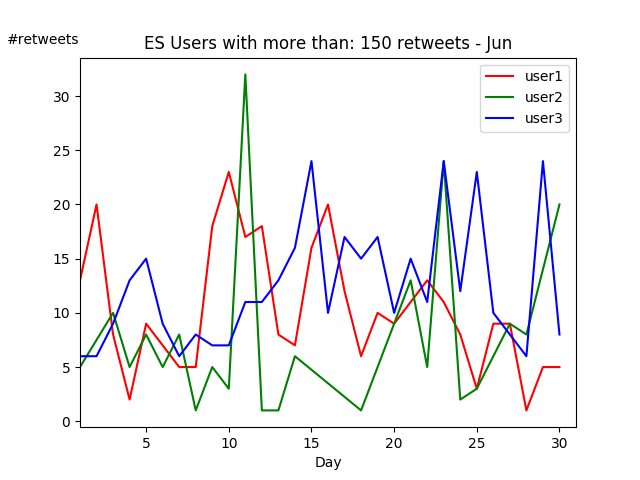 #retweets
ES Users with more than: 150 retweets - Jun
user1
user2
user3
30
25
20
15
10
5
0
5 10 15 20 25 30
Day